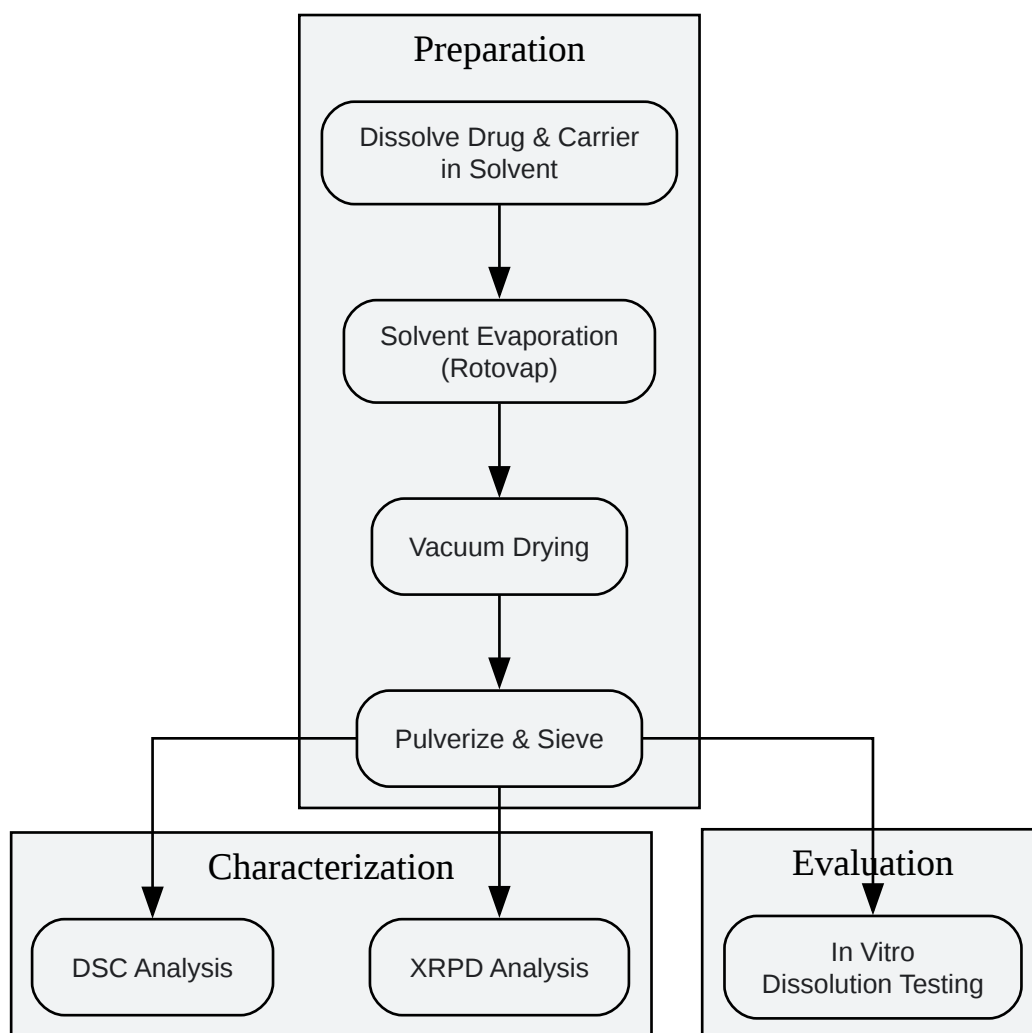 Preparation
Dissolve Drug & Carrier
in Solvent
Solvent Evaporation
(Rotovap)
Vacuum Drying
Pulverize & Sieve
Characterization
DSC Analysis
XRPD Analysis
Evaluation
In Vitro
Dissolution Testing